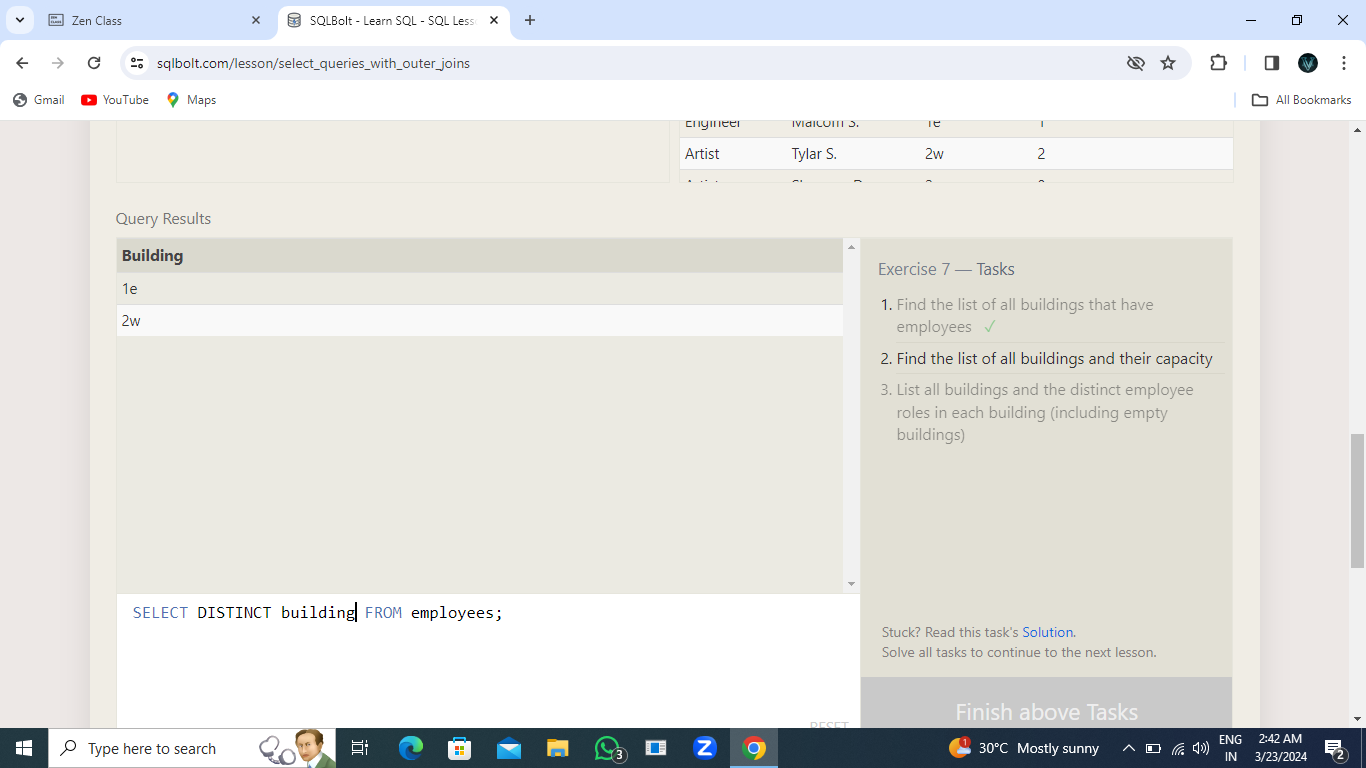 Zen Class
SQLBolt - Learn SQL - SQL Less
sqlbolt.com/lesson/select_queries_with_outer_joins
Gmail YouTube Maps All Bookmarks
Engineer Malcom S. 1e 1
Artist Tylar S. 2w 2
Query Results
Building
1e
2w
Exercise 7 — Tasks
1. Find the list of all buildings that have
employees ✓
2. Find the list of all buildings and their capacity
3. List all buildings and the distinct employee
roles in each building (including empty
buildings)
SELECT DISTINCT building FROM employees;
Stuck? Read this task's Solution.
Solve all tasks to continue to the next lesson.
RESET
Finish above Tasks
Type here to search
3
1
30°C Mostly sunny
ENG
IN
2:42 AM
3/23/2024
2